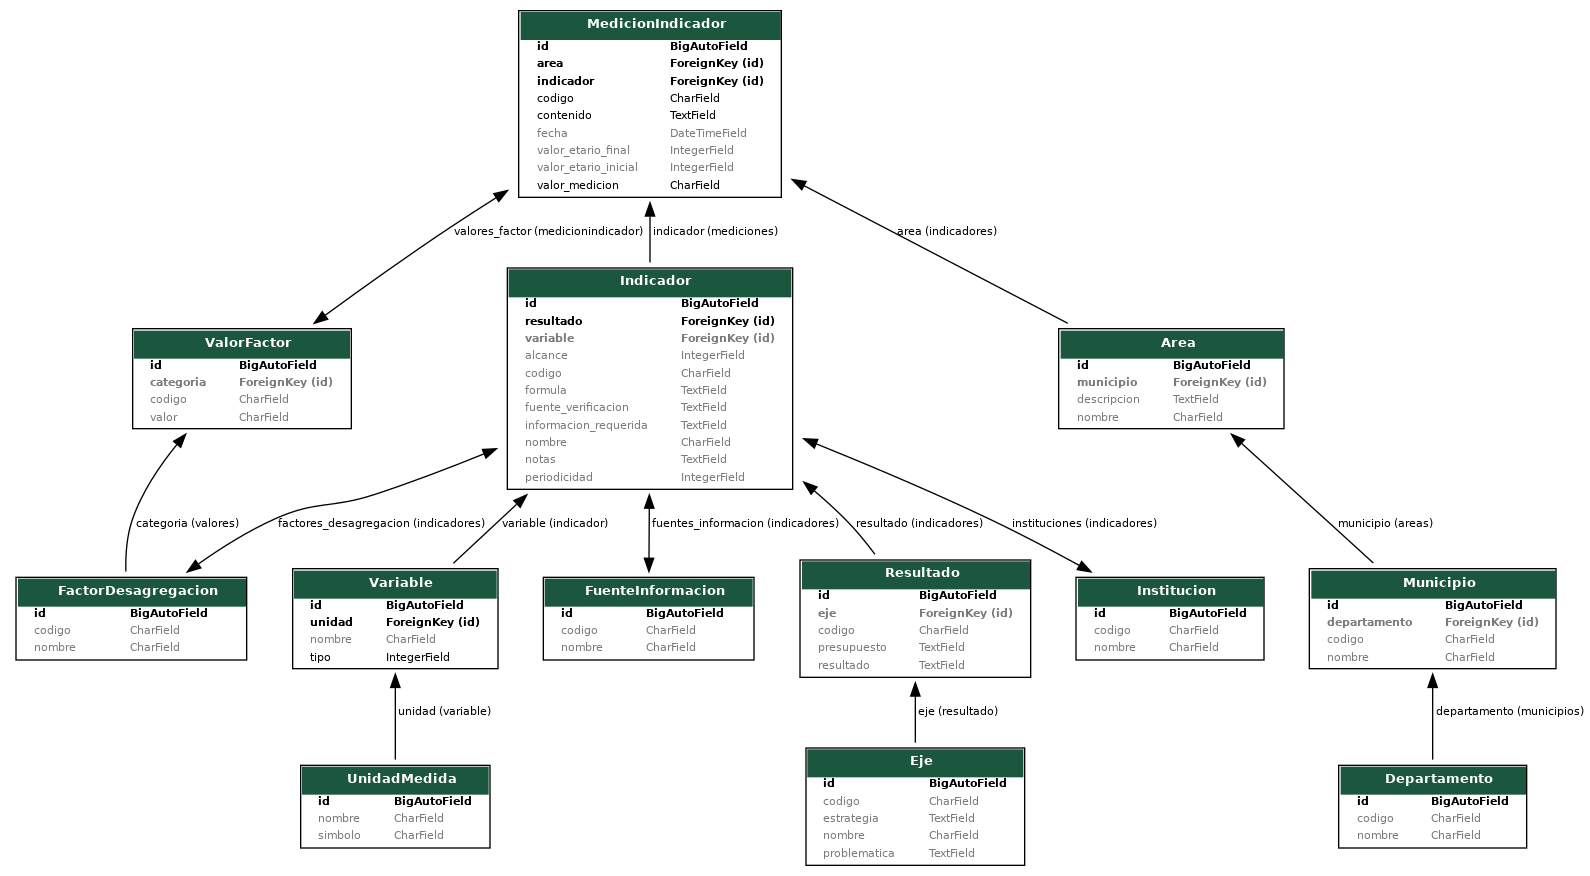 MedicionIndicador
id BigAutoField
area ForeignKey (id)
indicador ForeignKey (id)
codigo CharField
contenido TextField
fecha DateTimeField
valor_etario_final IntegerField
valor_etario_inicial IntegerField
valor_medicion CharField
valores_factor (medicionindicador)
indicador (mediciones)
area (indicadores)
ValorFactor
id BigAutoField
categoria ForeignKey (id)
codigo CharField
valor CharField
Indicador
id BigAutoField
resultado ForeignKey (id)
variable ForeignKey (id)
alcance IntegerField
codigo CharField
formula TextField
fuente_verificacion TextField
informacion_requerida TextField
nombre CharField
notas TextField
periodicidad IntegerField
Area
id BigAutoField
municipio ForeignKey (id)
descripcion TextField
nombre CharField
categoria (valores)
factores_desagregacion (indicadores)
variable (indicador)
fuentes_informacion (indicadores)
resultado (indicadores)
instituciones (indicadores)
municipio (areas)
FactorDesagregacion
id BigAutoField
codigo CharField
nombre CharField
Variable
id BigAutoField
unidad ForeignKey (id)
nombre CharField
tipo IntegerField
FuenteInformacion
id BigAutoField
codigo CharField
nombre CharField
Resultado
id BigAutoField
eje ForeignKey (id)
codigo CharField
presupuesto TextField
resultado TextField
Institucion
id BigAutoField
codigo CharField
nombre CharField
Municipio
id BigAutoField
departamento ForeignKey (id)
codigo CharField
nombre CharField
unidad (variable)
eje (resultado)
departamento (municipios)
UnidadMedida
id BigAutoField
nombre CharField
simbolo CharField
Eje
id BigAutoField
codigo CharField
estrategia TextField
nombre CharField
problematica TextField
Departamento
id BigAutoField
codigo CharField
nombre CharField